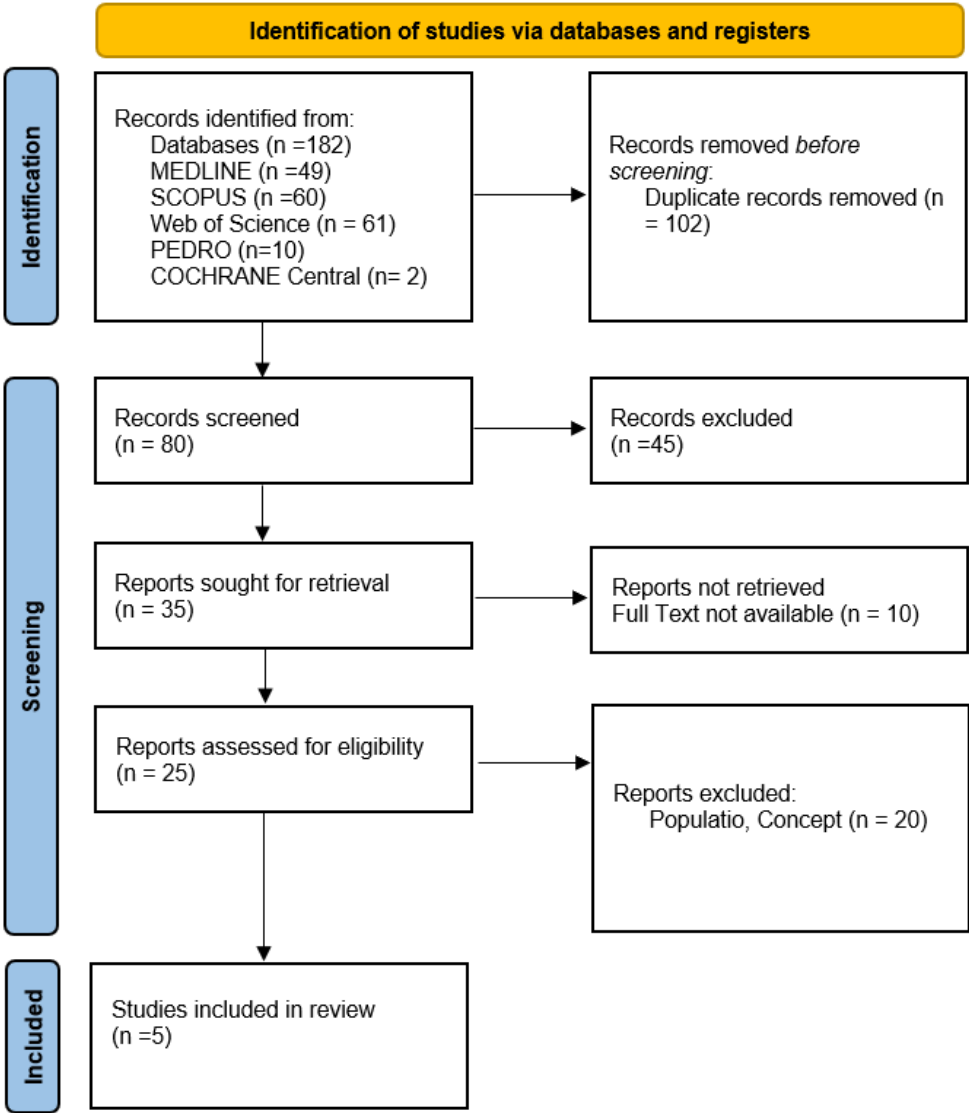 Identification of studies via databases and registers
Identification
Records identified from:
Databases (n =182)
MEDLINE (n =49)
SCOPUS (n =60)
Web of Science (n = 61)
PEDRO (n=10)
COCHRANE Central (n= 2)
Records removed before
screening:
Duplicate records removed (n
= 102)
Screening
Records screened
(n = 80)
Records excluded
(n =45)
Reports sought for retrieval
(n = 35)
Reports not retrieved
Full Text not available (n = 10)
Reports assessed for eligibility
(n = 25)
Reports excluded:
Populatio, Concept (n = 20)
Included
Studies included in review
(n =5)